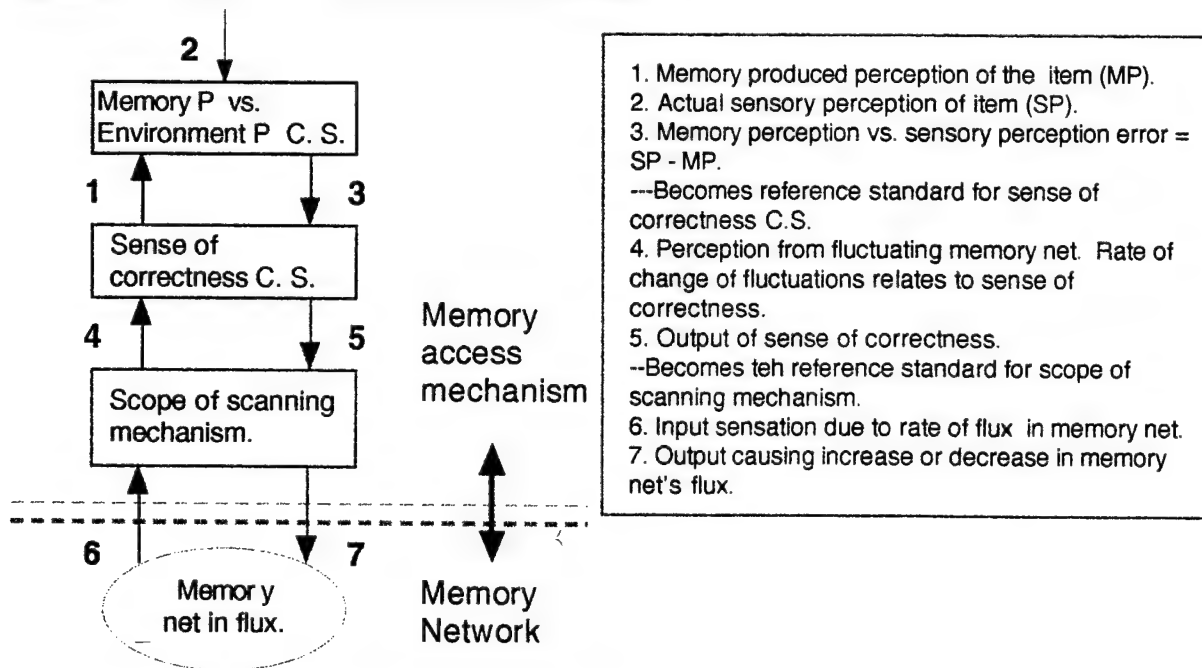 2
Memory P vs.
Environment P C. S.
1
3
Sense of
correctness C. S.
4
5
Scope of scanning
mechanism.
6
7
Memor y
net in flux.
Memory
access
mechanism
Memory
Network
1. Memory produced perception of the item (MP).
2. Actual sensory perception of item (SP).
3. Memory perception vs. sensory perception error =
SP - MP.
---Becomes reference standard for sense of
correctness C.S.
4. Perception from fluctuating memory net. Rate of
change of fluctuations relates to sense of
correctness.
5. Output of sense of correctness.
--Becomes teh reference standard for scope of
scanning mechanism.
6. Input sensation due to rate of flux in memory net.
7. Output causing increase or decrease in memory
net's flux.